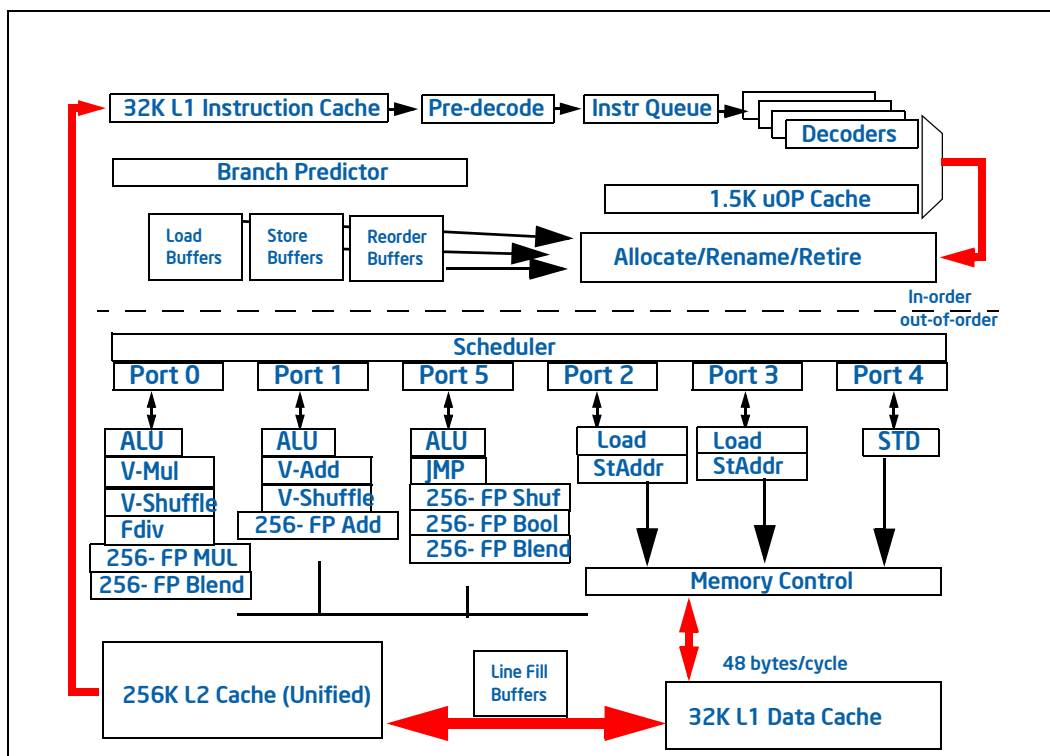 32K L1 Instruction Cache
Pre-decode
Instr Queue
Decoders
Branch Predictor
1.5K uOP Cache
Load
Buffers
Store
Buffers
Reorder
Buffers
Allocate/Rename/Retire
In-order
out-of-order
Scheduler
Port 0
Port 1
Port 5
Port 2
Port 3
Port 4
ALU
V-Mul
V-Shuffle
Fdiv
256- FP MUL
256- FP Blend
ALU
V-Add
V-Shuffle
256- FP Add
ALU
JMP
256- FP Shuf
256- FP Bool
256- FP Blend
Load
StAddr
Load
StAddr
STD
Memory Control
48 bytes/cycle
256K L2 Cache (Unified)
Line Fill
Buffers
32K L1 Data Cache